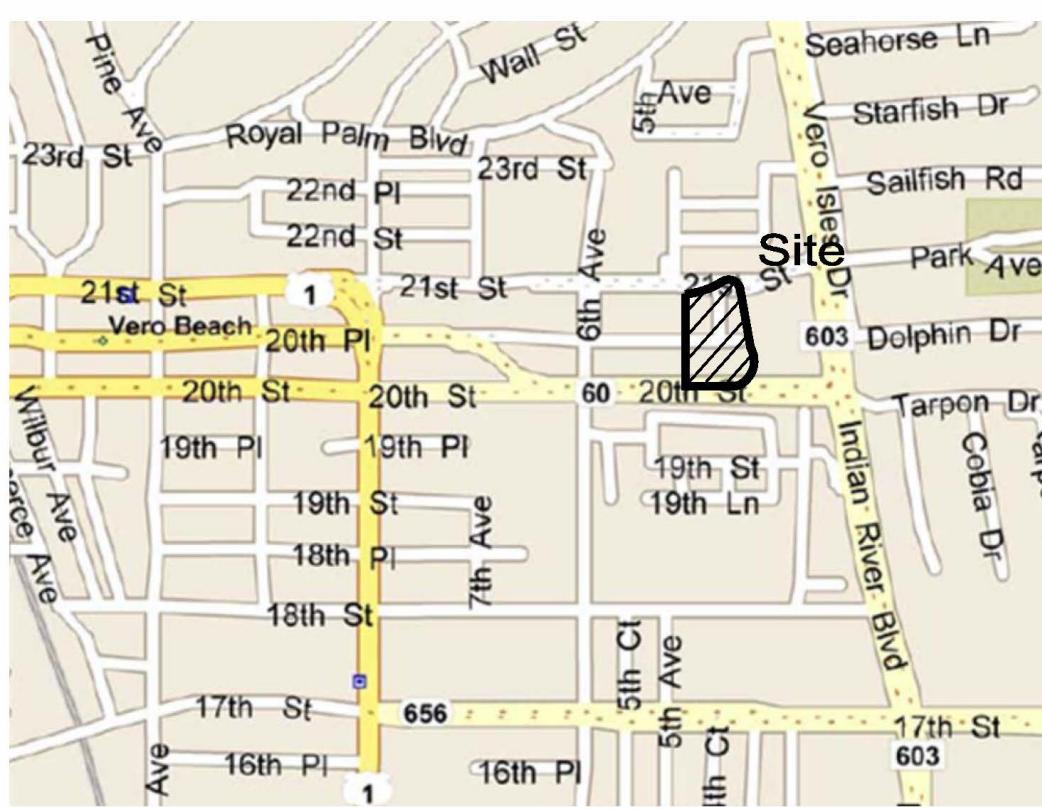 Seahorse Ln
Pine Ave
Wall St
5th Ave
Starfish Dr
Royal Palm Blvd
23rd St
23rd St
Vero Isles Dr
Sailfish Rd
22nd Pl
22nd St
6th Ave
Site
Park Ave
21st St
1
21st St
21st St
Vero Beach
20th Pl
603
Dolphin Dr
20th St
20th St
60
20th St
Tarpon Dr
Wilbur Ave
19th Pl
19th Pl
19th St
Indian River Blvd
Cobia Dr
19th St
19th Ln
orce Ave
7th Ave
18th Pl
18th St
5th Ct
5th Ave
17th St
656
17th St
603
Ave
16th Pl
16th Pl
th Ct
1